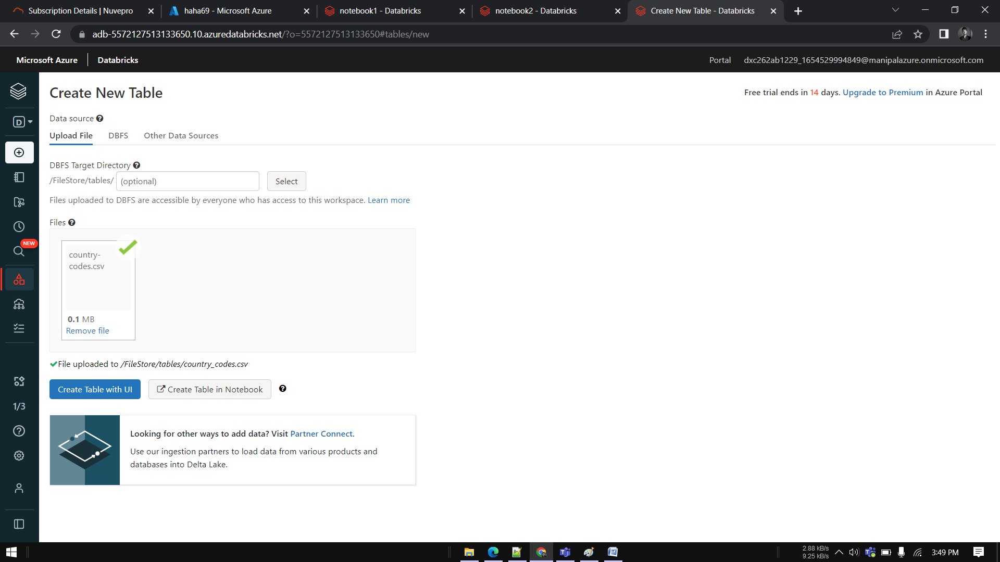 Subscription Details | Nuvepro
haha69 - Microsoft Azure
notebook1 - Databricks
notebook2 - Databricks
Create New Table - Databricks
adb-5572127513133650.10.azuredatabricks.net/?o=5572127513133650#tables/new
Microsoft Azure
Databricks
Portal
dxc262ab1229_1654529994849@manipalazure.onmicrosoft.com
Create New Table
Free trial ends in 14 days. Upgrade to Premium in Azure Portal
D
Data source
Upload File
DBFS
Other Data Sources
DBFS Target Directory
/FileStore/tables/
(optional)
Select
Files uploaded to DBFS are accessible by everyone who has access to this workspace. Learn more
Files
NEW
country-
codes.csv
0.1 MB
Remove file
File uploaded to /FileStore/tables/country_codes.csv
Create Table with UI
Create Table in Notebook
1/3
Looking for other ways to add data? Visit Partner Connect.
Use our ingestion partners to load data from various products and
databases into Delta Lake.
2.88 kB/s
9.25 kB/s
3:49 PM